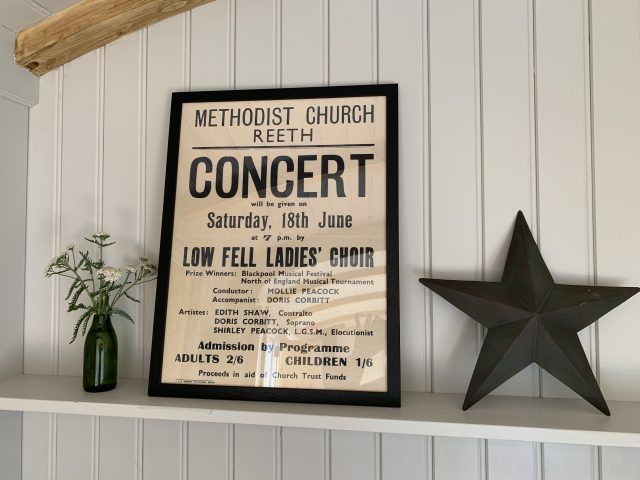 METHODIST CHURCH
REETH
CONCERT
will be given on
Saturday, 18th June
at 7 p.m. by
LOW FELL LADIES' CHOIR
Prize Winners: Blackpool Musical Festival
North of England Musical Tournament
Conductor: MOLLIE PEACOCK
Accompanist: DORIS CORBITT
Artistes: EDITH SHAW, Contralto
DORIS CORBITT, Soprano
SHIRLEY PEACOCK, L.G.S.M., Elocutionist
Admission by Programme
ADULTS 2/6 CHILDREN 1/6
Proceeds in aid of Church Trust Funds